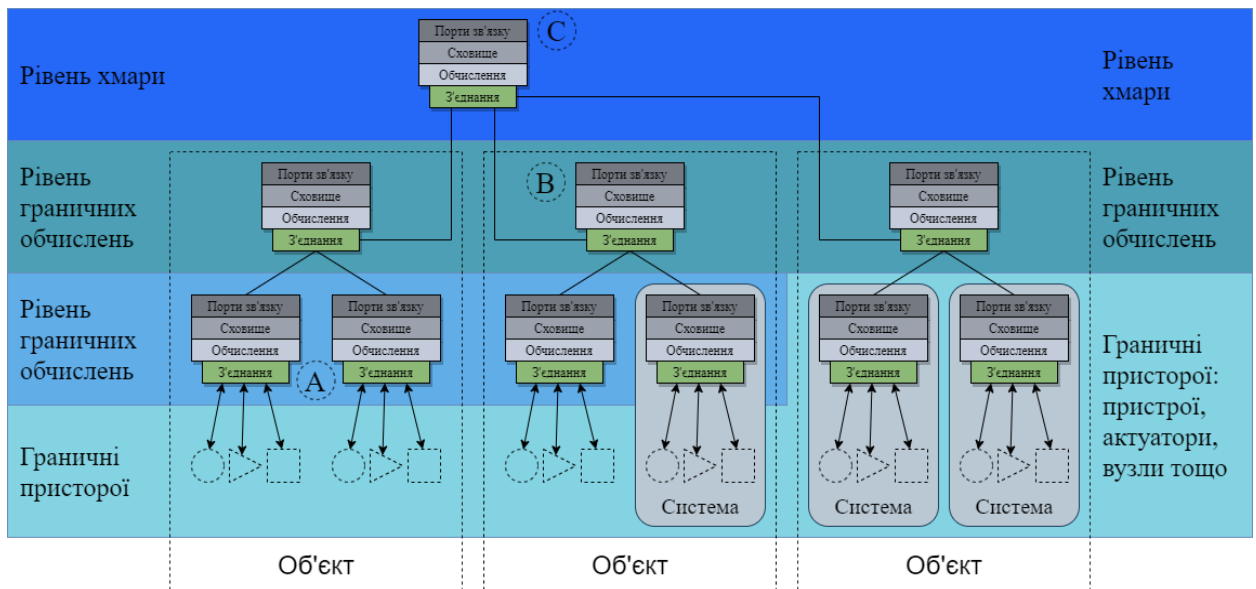 Порти зв'язку
C
Сховище
Рівень хмари
Обчислення
З'єднання
Рівень
хмари
Рівень
граничних
обчислень
Порти зв'язку
Сховище
Обчислення
З'єднання
B
Порти зв'язку
Сховище
Обчислення
З'єднання
Порти зв'язку
Сховище
Обчислення
З'єднання
Рівень
граничних
обчислень
Рівень
граничних
обчислень
Порти зв'язку
Сховище
Обчислення
З'єднання
A
Порти зв'язку
Сховище
Обчислення
З'єднання
Порти зв'язку
Сховище
Обчислення
З'єднання
Порти зв'язку
Сховище
Обчислення
З'єднання
Порти зв'язку
Сховище
Обчислення
З'єднання
Порти зв'язку
Сховище
Обчислення
З'єднання
Граничні
присторої:
пристрої,
актуатори,
вузли тощо
Граничні
присторої
Система
Система
Система
Об'єкт
Об'єкт
Об'єкт